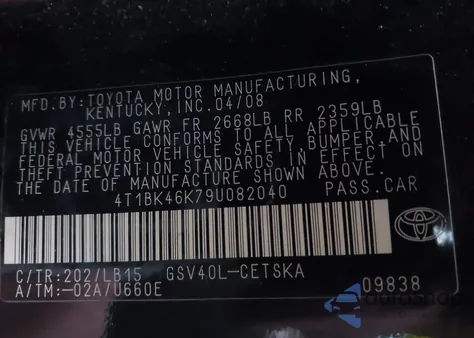 MFD.BY:TOYOTA MOTOR MANUFACTURING,
KENTUCKY,INC.04/08
GVWR 4555LB GAWR FR 2668LB RR 2359LB
THIS VEHICLE CONFORMS TO ALL APPLICABLE
FEDERAL MOTOR VEHICLE SAFETY,BUMPER,AND
THEFT PREVENTION STANDARDS IN EFFECT ON
THE DATE OF MANUFACTURE SHOWN ABOVE.
4T1BK46K79U082040 PASS.CAR
TOYOTA
C/TR:202/LB15 GSV40L-CETSKA
A/TM:-02A/U660E 09838
autoshop